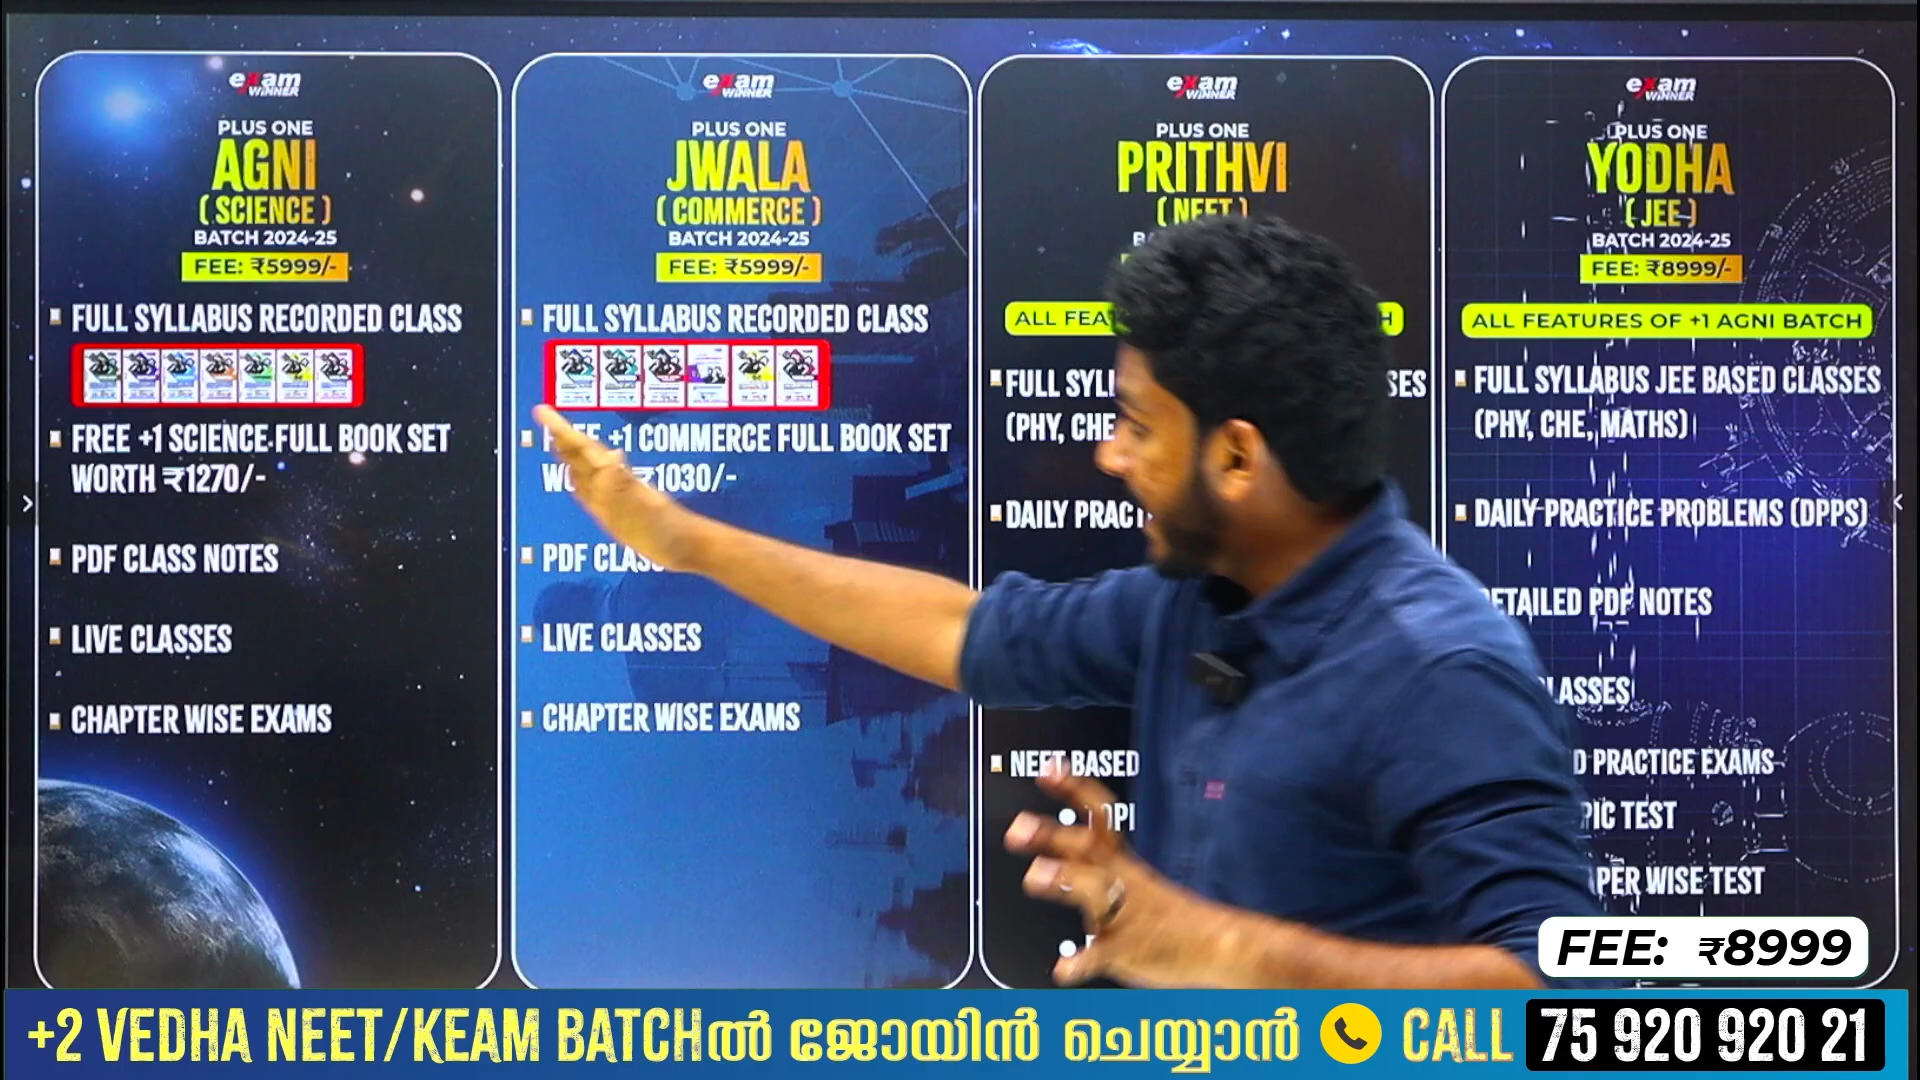 exam
WINNER
PLUS ONE
AGNI
( SCIENCE )
BATCH 2024-25
FEE: ₹5999/-
FULL SYLLABUS RECORDED CLASS
FREE +1 SCIENCE FULL BOOK SET
WORTH ₹1270/-
PDF CLASS NOTES
LIVE CLASSES
CHAPTER WISE EXAMS
exam
WINNER
PLUS ONE
JWALA
( COMMERCE )
BATCH 2024-25
FEE: ₹5999/-
FULL SYLLABUS RECORDED CLASS
+1 COMMERCE FULL BOOK SET
₹1030/-
PDF
LIVE CLASSES
CHAPTER WISE EXAMS
exam
WINNER
PLUS ONE
PRITHVI
( NEET )
ALL
FULL
(PHY,
DAILY
NEET BASED
exam
WINNER
PLUS ONE
YODHA
( JEE )
BATCH 2024-25
FEE: ₹8999/-
ALL FEATURES OF +1 AGNI BATCH
FULL SYLLABUS JEE BASED CLASSES
(PHY, CHE, MATHS)
DAILY PRACTICE PROBLEMS (DPPS)
DETAILED PDF NOTES
PRACTICE EXAMS
TEST
WISE TEST
FEE: ₹8999
+2 VEDHA NEET/KEAM BATCHൽ ജോയിൻ ചെയ്യാൻ CALL 75 920 920 21